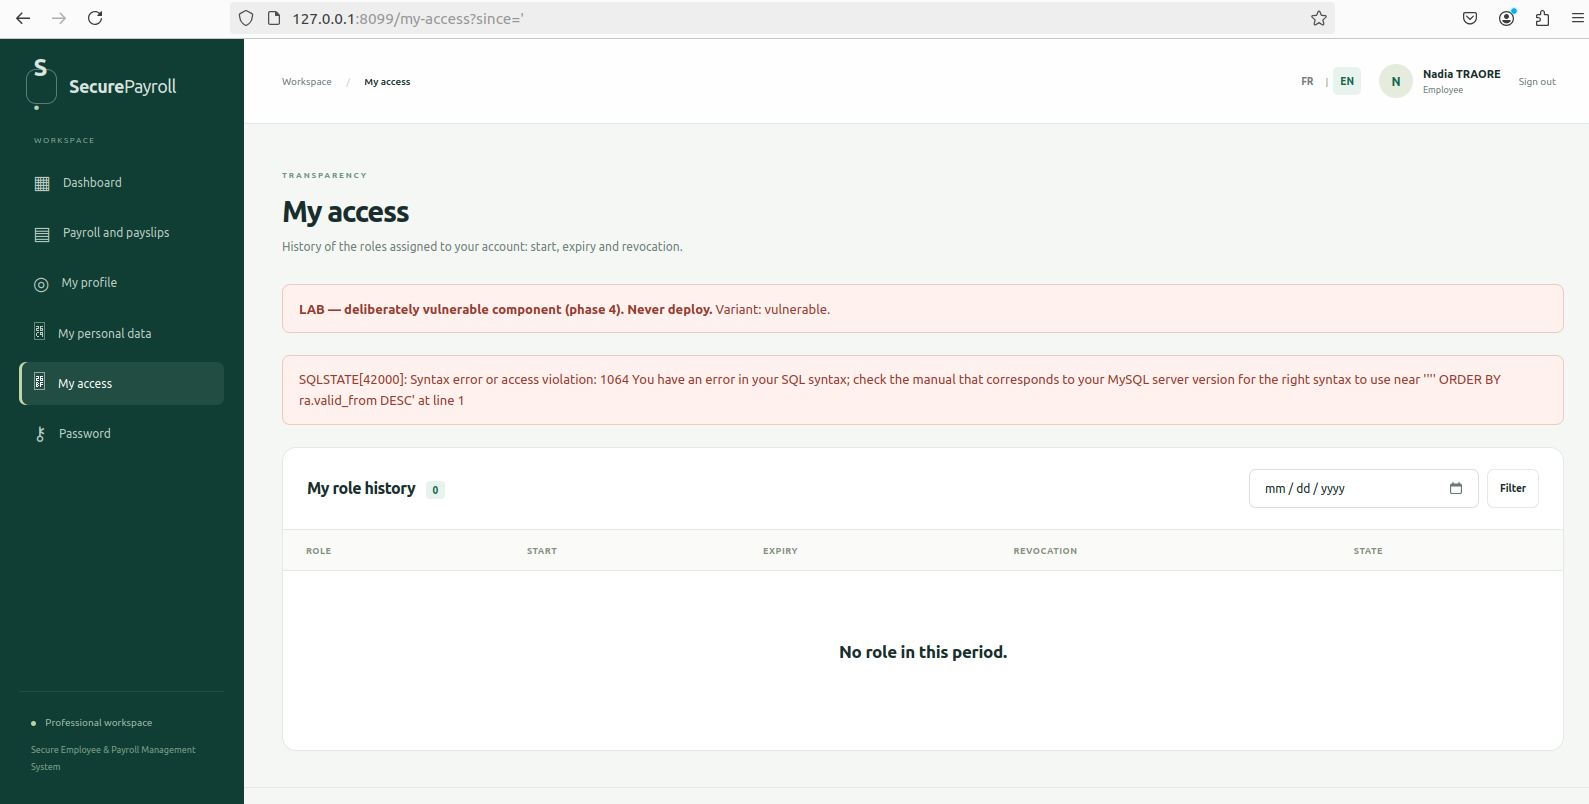 127.0.0.1:8099/my-access?since='
S
SecurePayroll
WORKSPACE
Dashboard
Payroll and payslips
My profile
My personal data
My access
Password
Professional workspace
Secure Employee & Payroll Management
System
Workspace / My access
FR | EN
N
Nadia TRAORE
Employee
Sign out
TRANSPARENCY
My access
History of the roles assigned to your account: start, expiry and revocation.
LAB — deliberately vulnerable component (phase 4). Never deploy. Variant: vulnerable.
SQLSTATE[42000]: Syntax error or access violation: 1064 You have an error in your SQL syntax; check the manual that corresponds to your MySQL server version for the right syntax to use near '''' ORDER BY
ra.valid_from DESC' at line 1
My role history 0
mm / dd / yyyy
Filter
ROLE START EXPIRY REVOCATION STATE
No role in this period.